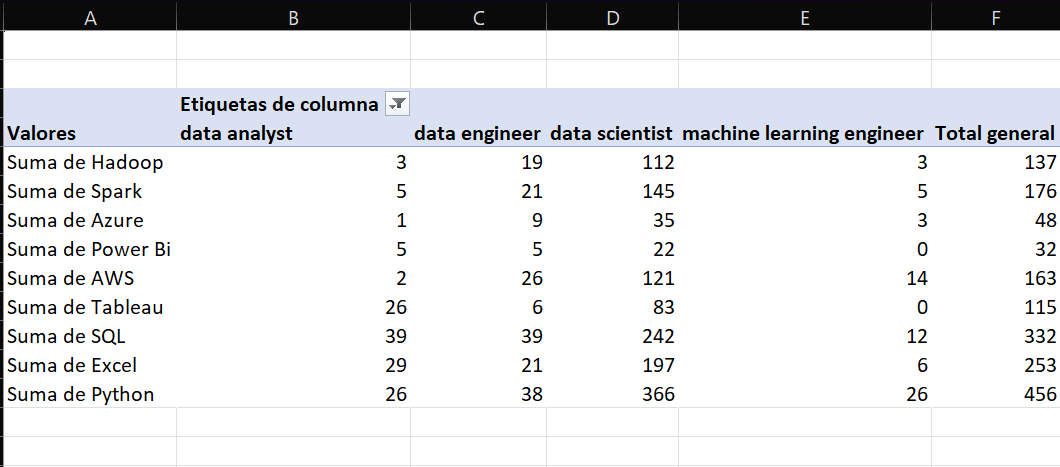 A B C D E F
Etiquetas de columna
Valores data analyst data engineer data scientist machine learning engineer Total general
Suma de Hadoop 3 19 112 3 137
Suma de Spark 5 21 145 5 176
Suma de Azure 1 9 35 3 48
Suma de Power Bi 5 5 22 0 32
Suma de AWS 2 26 121 14 163
Suma de Tableau 26 6 83 0 115
Suma de SQL 39 39 242 12 332
Suma de Excel 29 21 197 6 253
Suma de Python 26 38 366 26 456